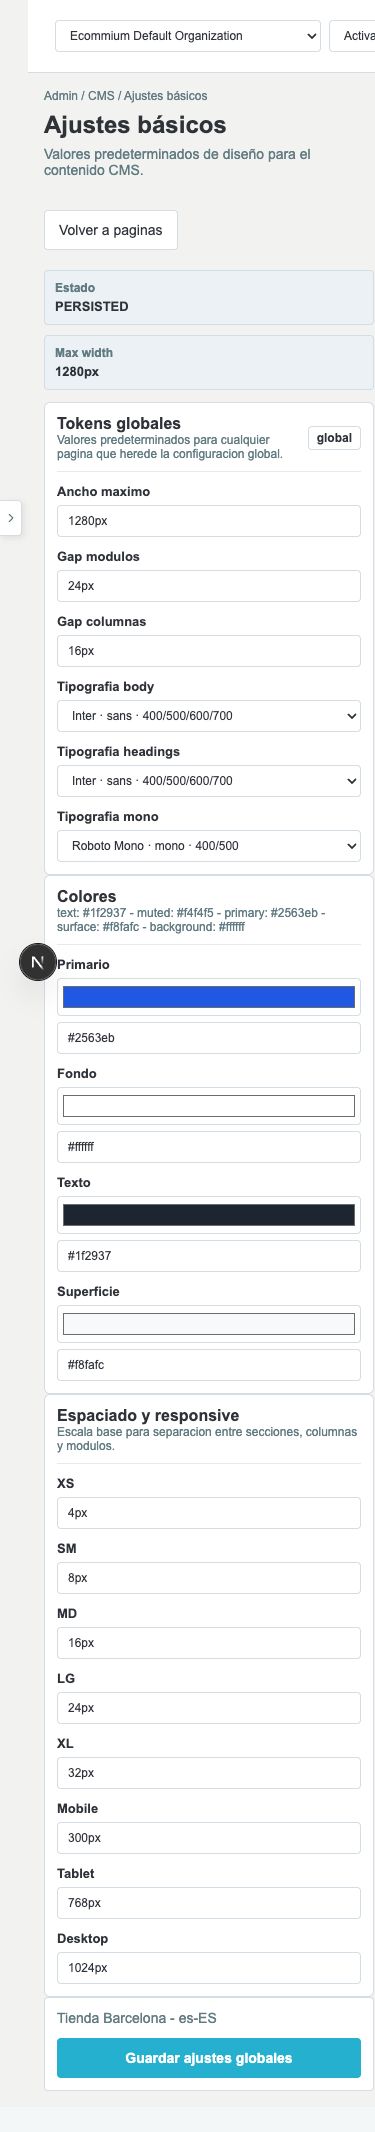 Ecommium Default Organization
Activa
Admin / CMS / Ajustes básicos
Ajustes básicos
Valores predeterminados de diseño para el
contenido CMS.
Volver a paginas
Estado
PERSISTED
Max width
1280px
Tokens globales
Valores predeterminados para cualquier
pagina que herede la configuracion global.
global
Ancho maximo
1280px
Gap modulos
24px
Gap columnas
16px
Tipografia body
Inter · sans · 400/500/600/700
Tipografia headings
Inter · sans · 400/500/600/700
Tipografia mono
Roboto Mono · mono · 400/500
Colores
text: #1f2937 - muted: #f4f4f5 - primary: #2563eb -
surface: #f8fafc - background: #ffffff
N
Primario
#2563eb
Fondo
#ffffff
Texto
#1f2937
Superficie
#f8fafc
Espaciado y responsive
Escala base para separacion entre secciones, columnas
y modulos.
XS
4px
SM
8px
MD
16px
LG
24px
XL
32px
Mobile
300px
Tablet
768px
Desktop
1024px
Tienda Barcelona - es-ES
Guardar ajustes globales